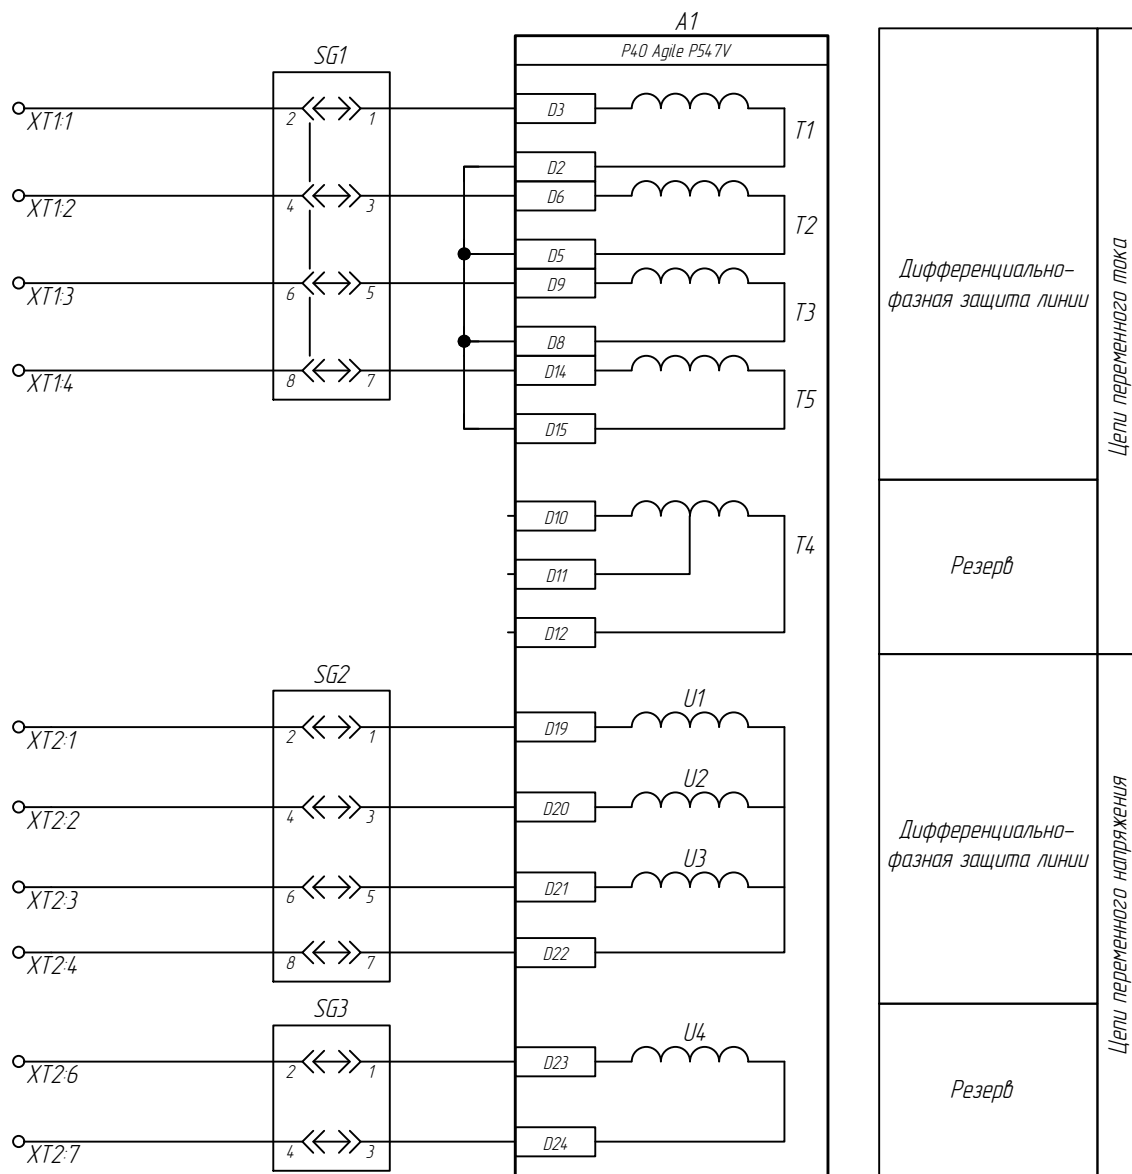 A1
P40 Agile P547V
SG1
XT1:1
2
1
D3
T1
D2
XT1:2
4
3
D6
T2
D5
XT1:3
6
5
D9
T3
D8
XT1:4
8
7
D14
T5
D15
D10
T4
D11
D12
Дифференциально-
фазная защита линии
Цепи переменного тока
Резерв
SG2
XT2:1
2
1
D19
U1
XT2:2
4
3
D20
U2
XT2:3
6
5
D21
U3
XT2:4
8
7
D22
Дифференциально-
фазная защита линии
Цепи переменного напряжения
SG3
XT2:6
2
1
D23
U4
XT2:7
4
3
D24
Резерв